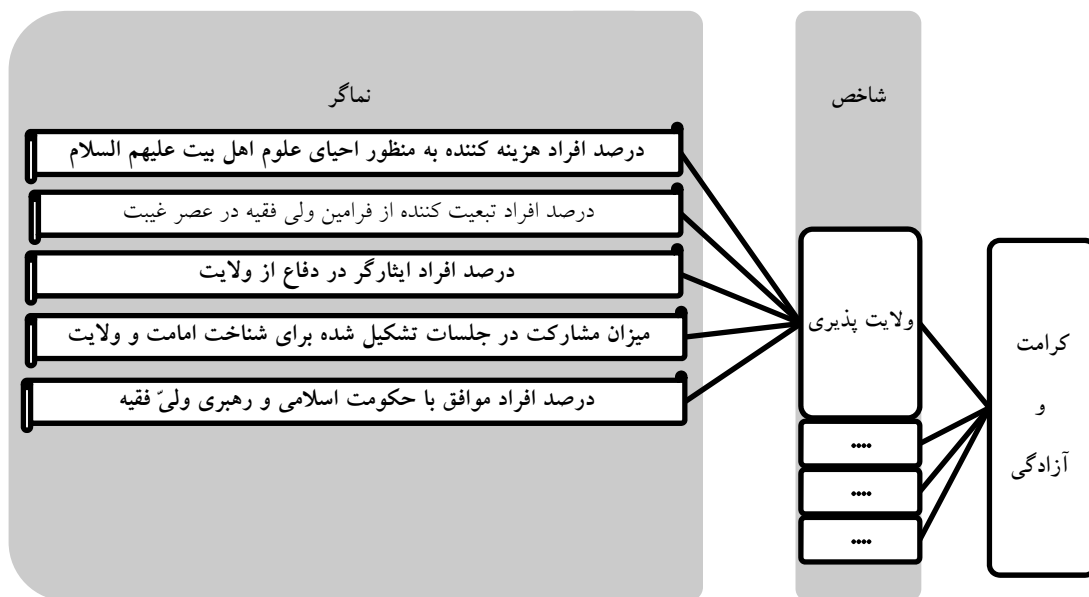 کرامت
و
آزادگی
شاخص
ولایت پذیری
....
....
....
نماگر
درصد افراد هزینه کننده به منظور احیای علوم اهل بیت علیهم السلام
درصد افراد تبعیت کننده از فرامین ولی فقیه در عصر غیبت
درصد افراد ایثارگر در دفاع از ولایت
میزان مشارکت در جلسات تشکیل شده برای شناخت امامت و ولایت
درصد افراد موافق با حکومت اسلامی و رهبری ولیّ فقیه